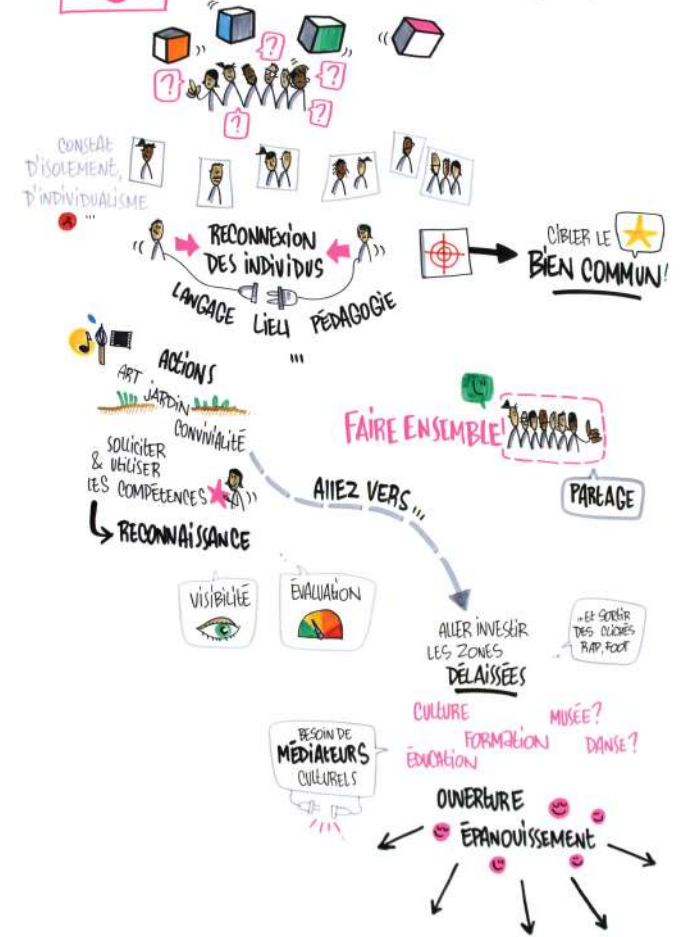 ?
?
?
?
?
CONSTAT
D'ISOLEMENT,
D'INDIVIDUALISME
...
RECONNEXION
DES INDIVIDUS
LANGAGE LIEU PÉDAGOGIE
...
CIBLER LE
BIEN COMMUN!
ACTIONS
ART JARDIN
CONVIVIALITÉ
SOLLICITER
& UTILISER
LES COMPÉTENCES
RECONNAISSANCE
FAIRE ENSEMBLE!
PARTAGE
ALLEZ VERS...
VISIBILITÉ
ÉVALUATION
ALLER INVESTIR
LES ZONES
DÉLAISSÉES
...ET SORTIR
DES CLICHÉS
RAP, FOOT
CULTURE MUSÉE?
FORMATION DANSE?
ÉDUCATION
BESOIN DE
MÉDIATEURS
CULTURELS
OUVERTURE
ÉPANOUISSEMENT